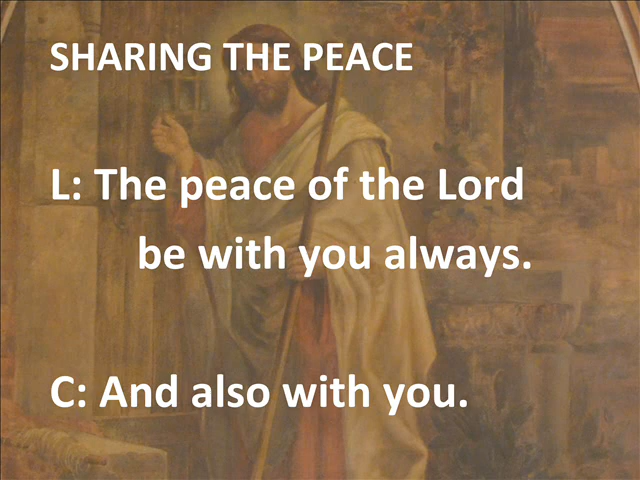 SHARING THE PEACE
L: The peace of the Lord
be with you always.
C: And also with you.